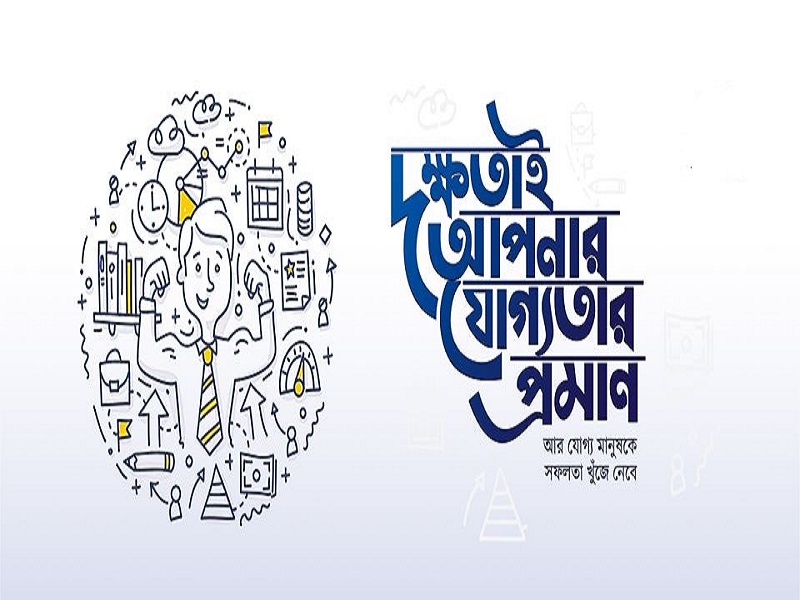 দক্ষতাই
আপনার
যোগ্যতার
প্রমান
আর যোগ্য মানুষকে
সফলতা খুঁজে নেবে